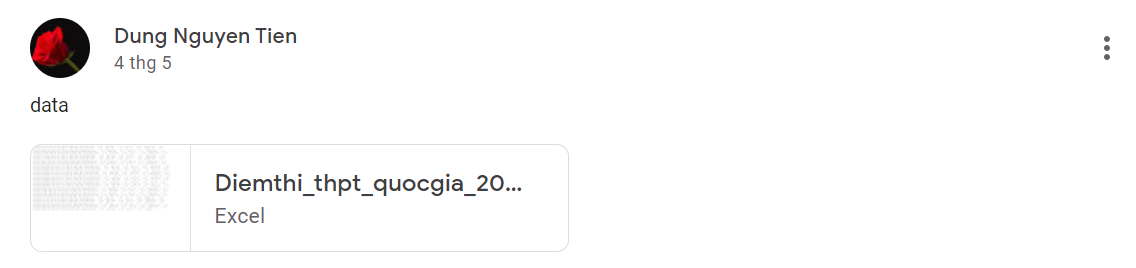 Dung Nguyen Tien
4 thg 5
data
Diemthi_thpt_quocgia_20...
Excel